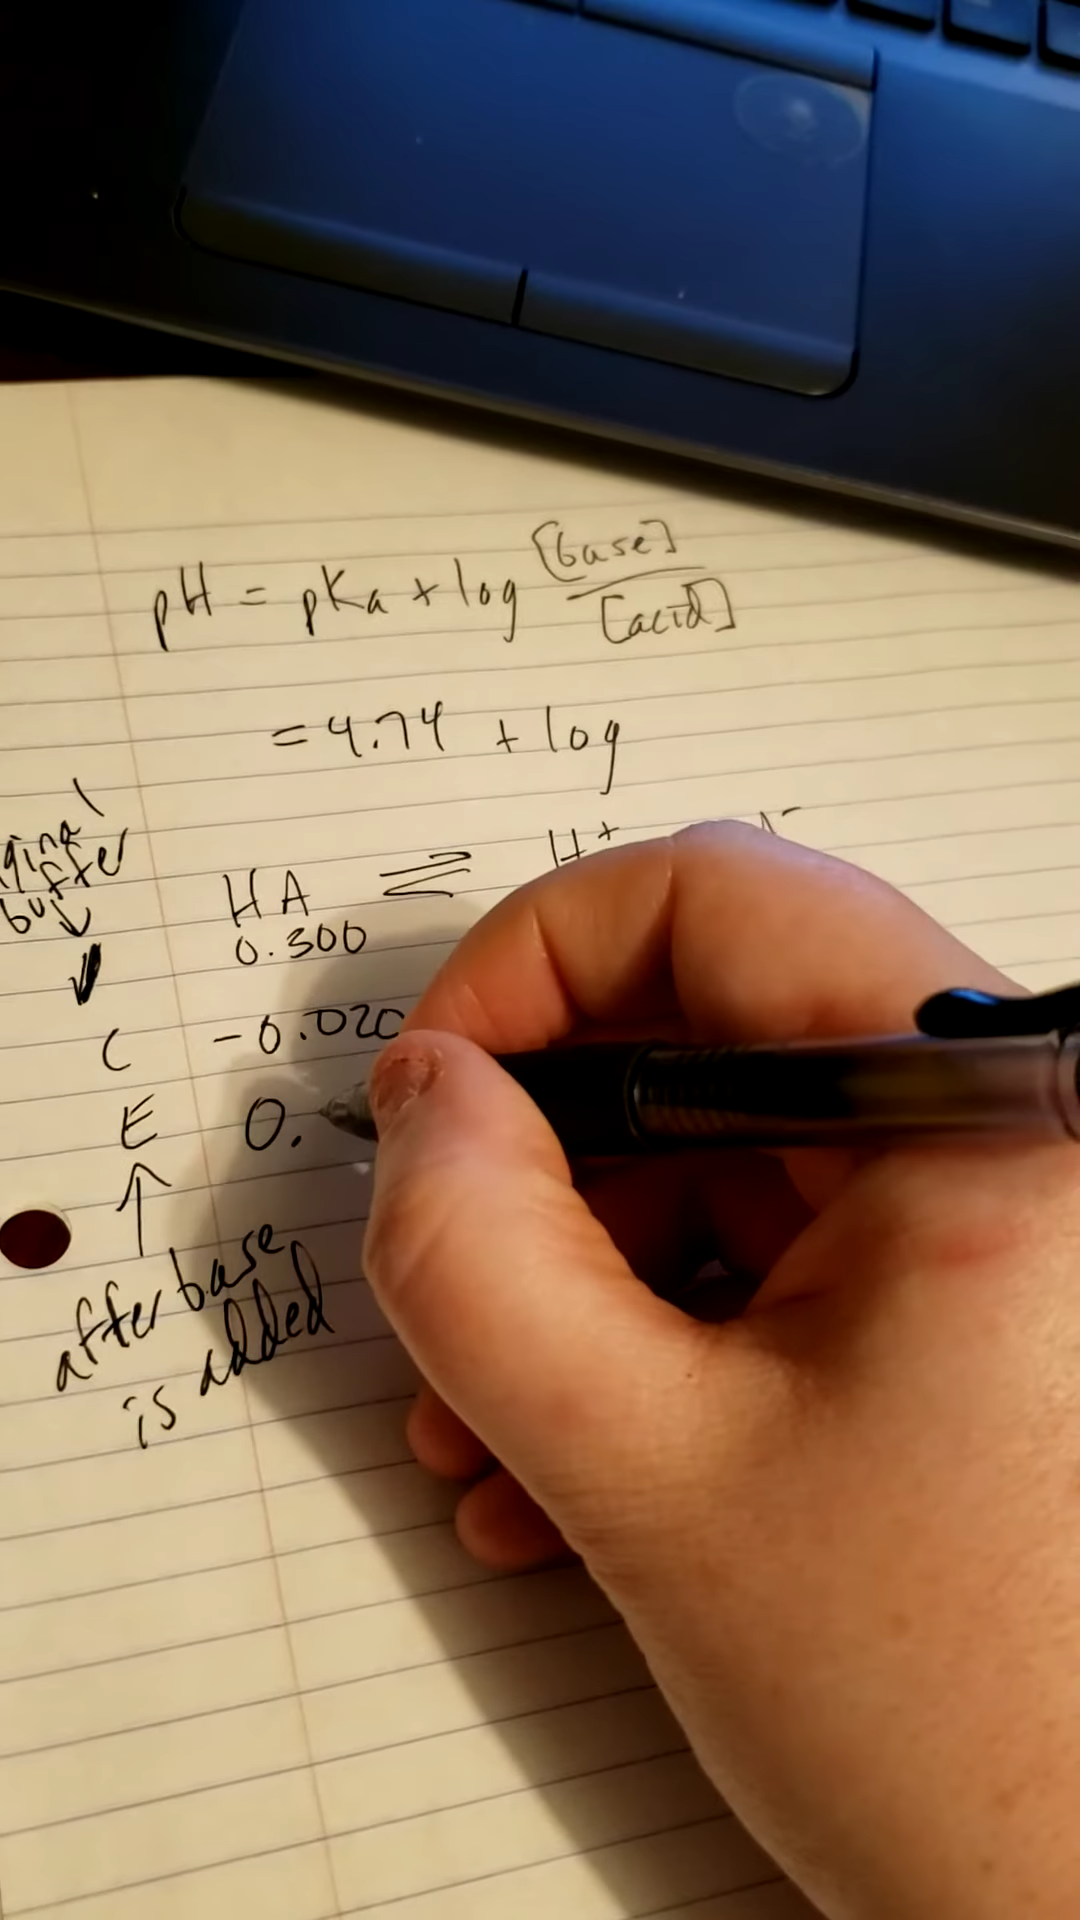 pH = pKa + log [base]/[acid]
= 4.74 + log
buffer ↓
HA ⇌ H⁺
0.300
C -0.020
E 0.
↑
after base
is added